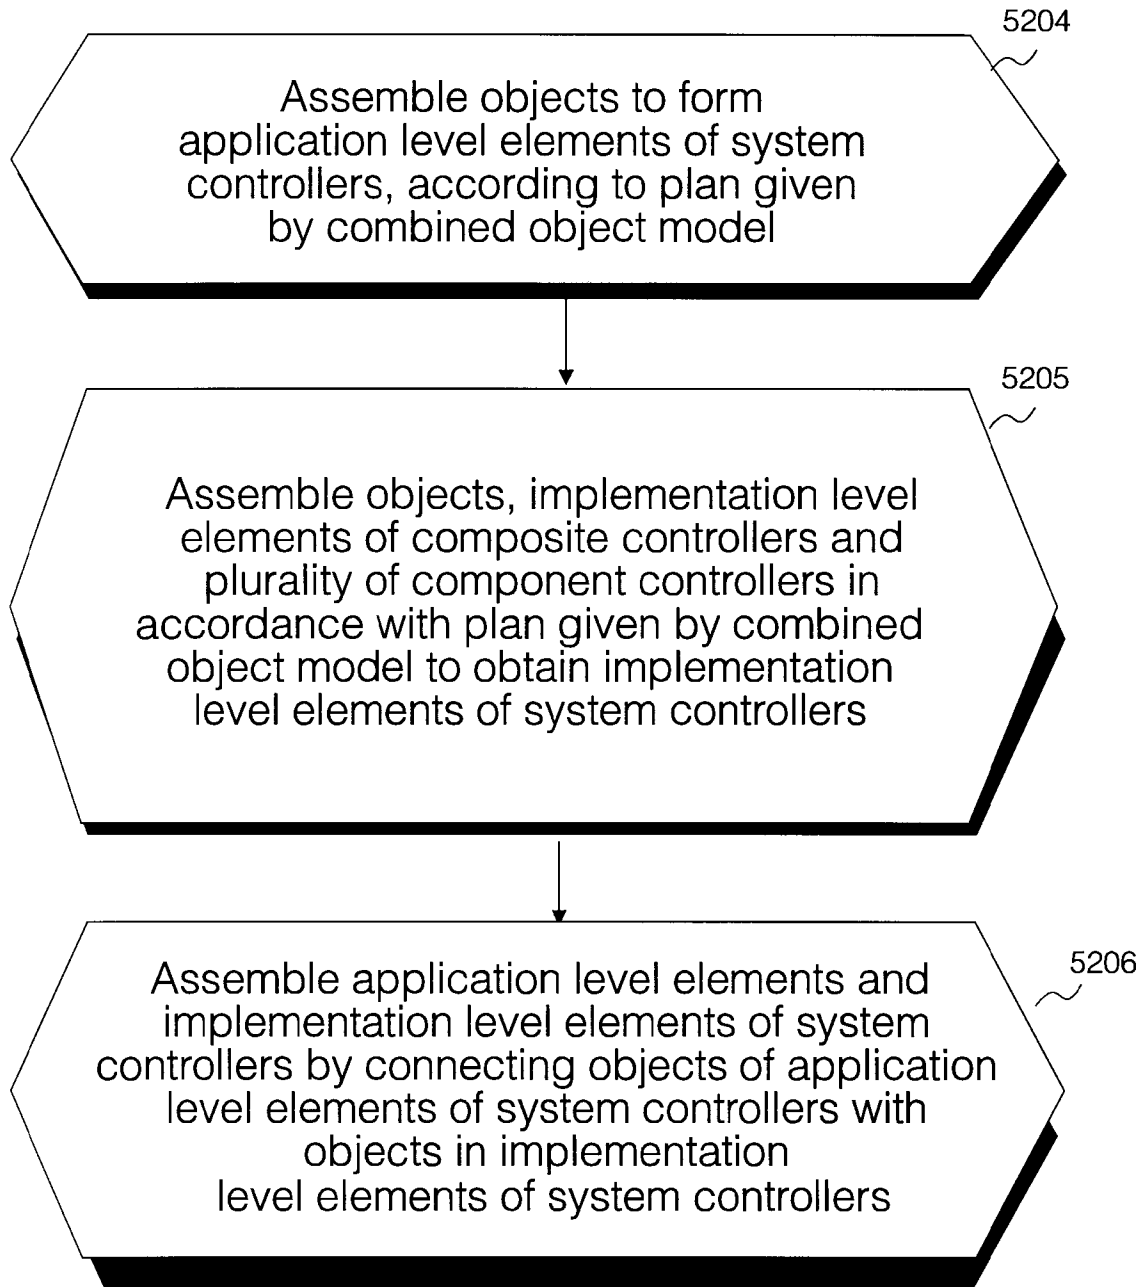 5204
Assemble objects to form
application level elements of system
controllers, according to plan given
by combined object model
5205
Assemble objects, implementation level
elements of composite controllers and
plurality of component controllers in
accordance with plan given by combined
object model to obtain implementation
level elements of system controllers
5206
Assemble application level elements and
implementation level elements of system
controllers by connecting objects of application
level elements of system controllers with
objects in implementation
level elements of system controllers